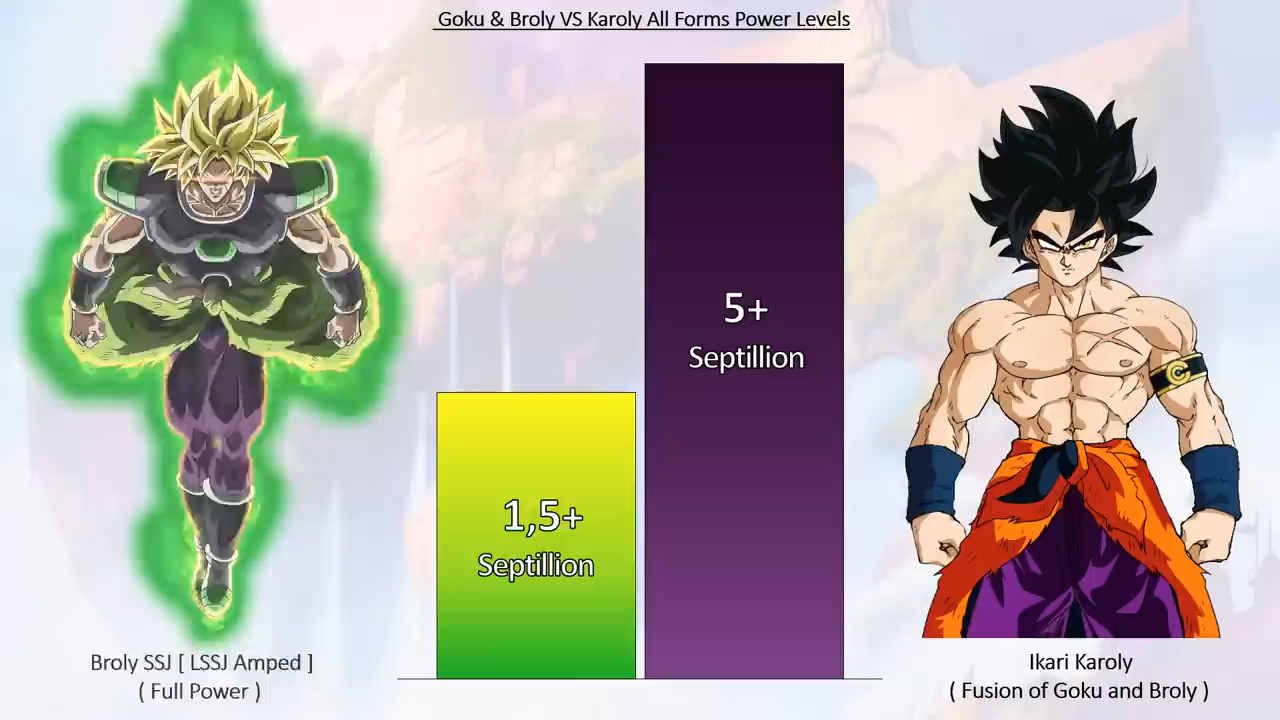 Goku & Broly VS Karoly All Forms Power Levels
5+
Septillion
1,5+
Septillion
C
Broly SSJ [ LSSJ Amped ]
( Full Power )
Ikari Karoly
( Fusion of Goku and Broly )